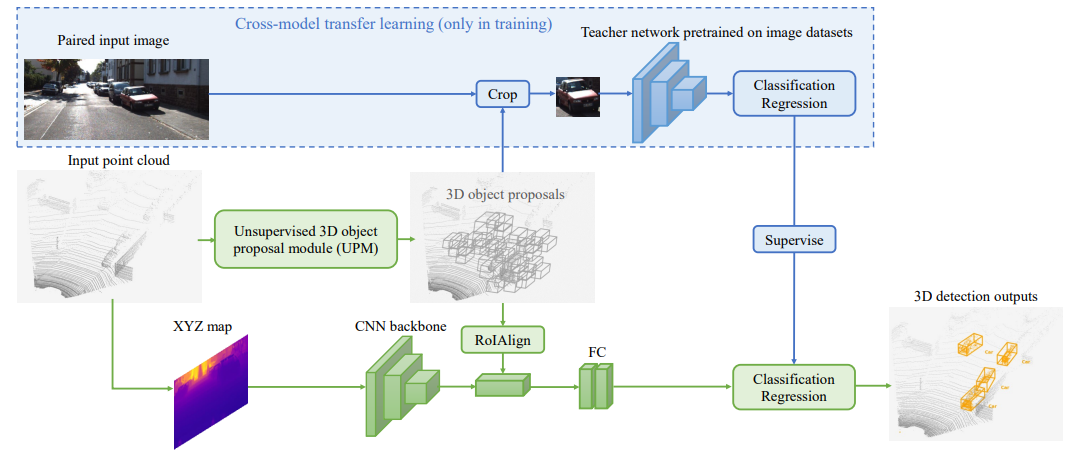 Cross-model transfer learning (only in training)
Paired input image
Teacher network pretrained on image datasets
Crop
Classification
Regression
Input point cloud
3D object proposals
Unsupervised 3D object
proposal module (UPM)
Supervise
3D detection outputs
XYZ map
CNN backbone
RoIAlign
FC
Classification
Regression
Car
Car
Car
Car